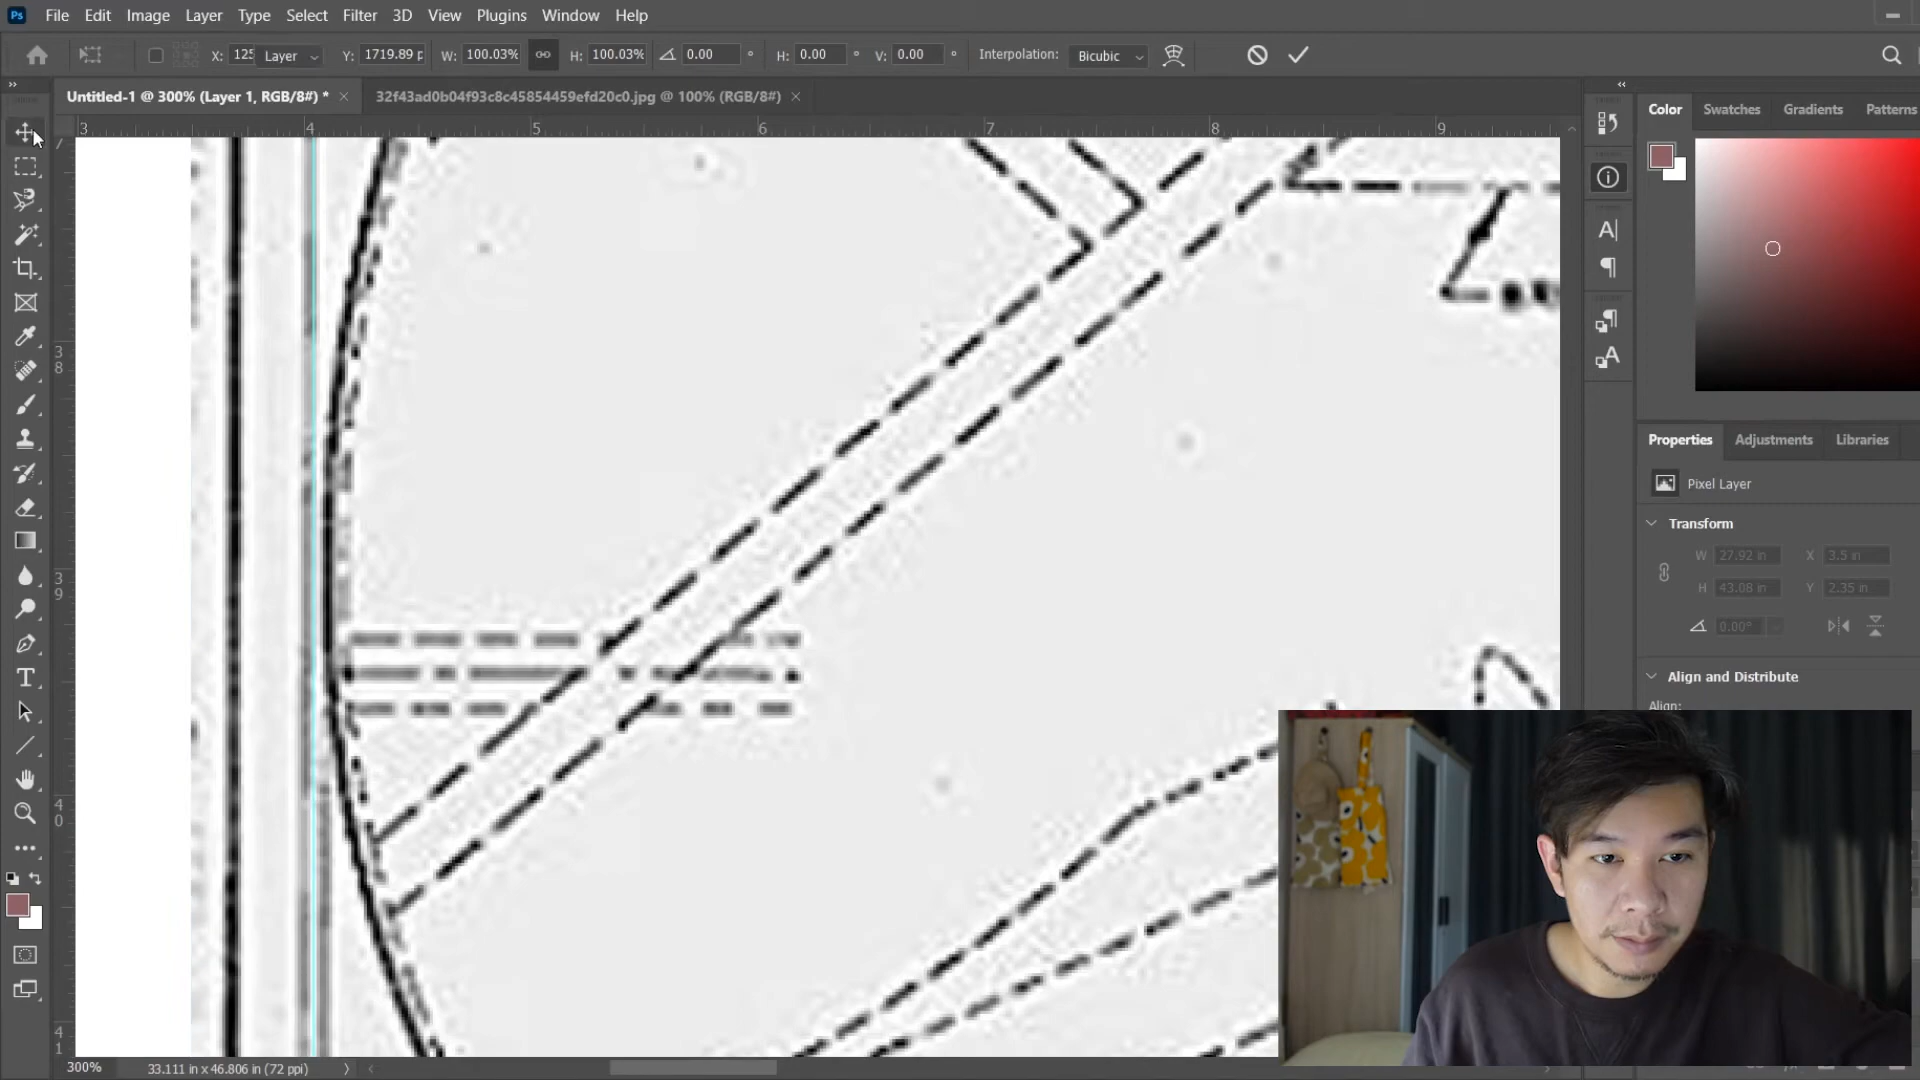 Ps File Edit Image Layer Type Select Filter 3D View Plugins Window Help
X: 125 Layer Y: 1719.89 p W: 100.03% H: 100.03% 0.00 ° H: 0.00 ° V: 0.00 ° Interpolation: Bicubic
Untitled-1 @ 300% (Layer 1, RGB/8#) * × 32f43ad0b04f93c8c45854459efd20c0.jpg @ 100% (RGB/8#) ×
Color Swatches Gradients Patterns
3 4 5 6 7 8 9
38
39
40
41
Properties Adjustments Libraries
Pixel Layer
Transform
W 27.92 in X 3.5 in
H 43.08 in Y 2.35 in
0.00°
Align and Distribute
Align:
300% 33.111 in x 46.806 in (72 ppi)